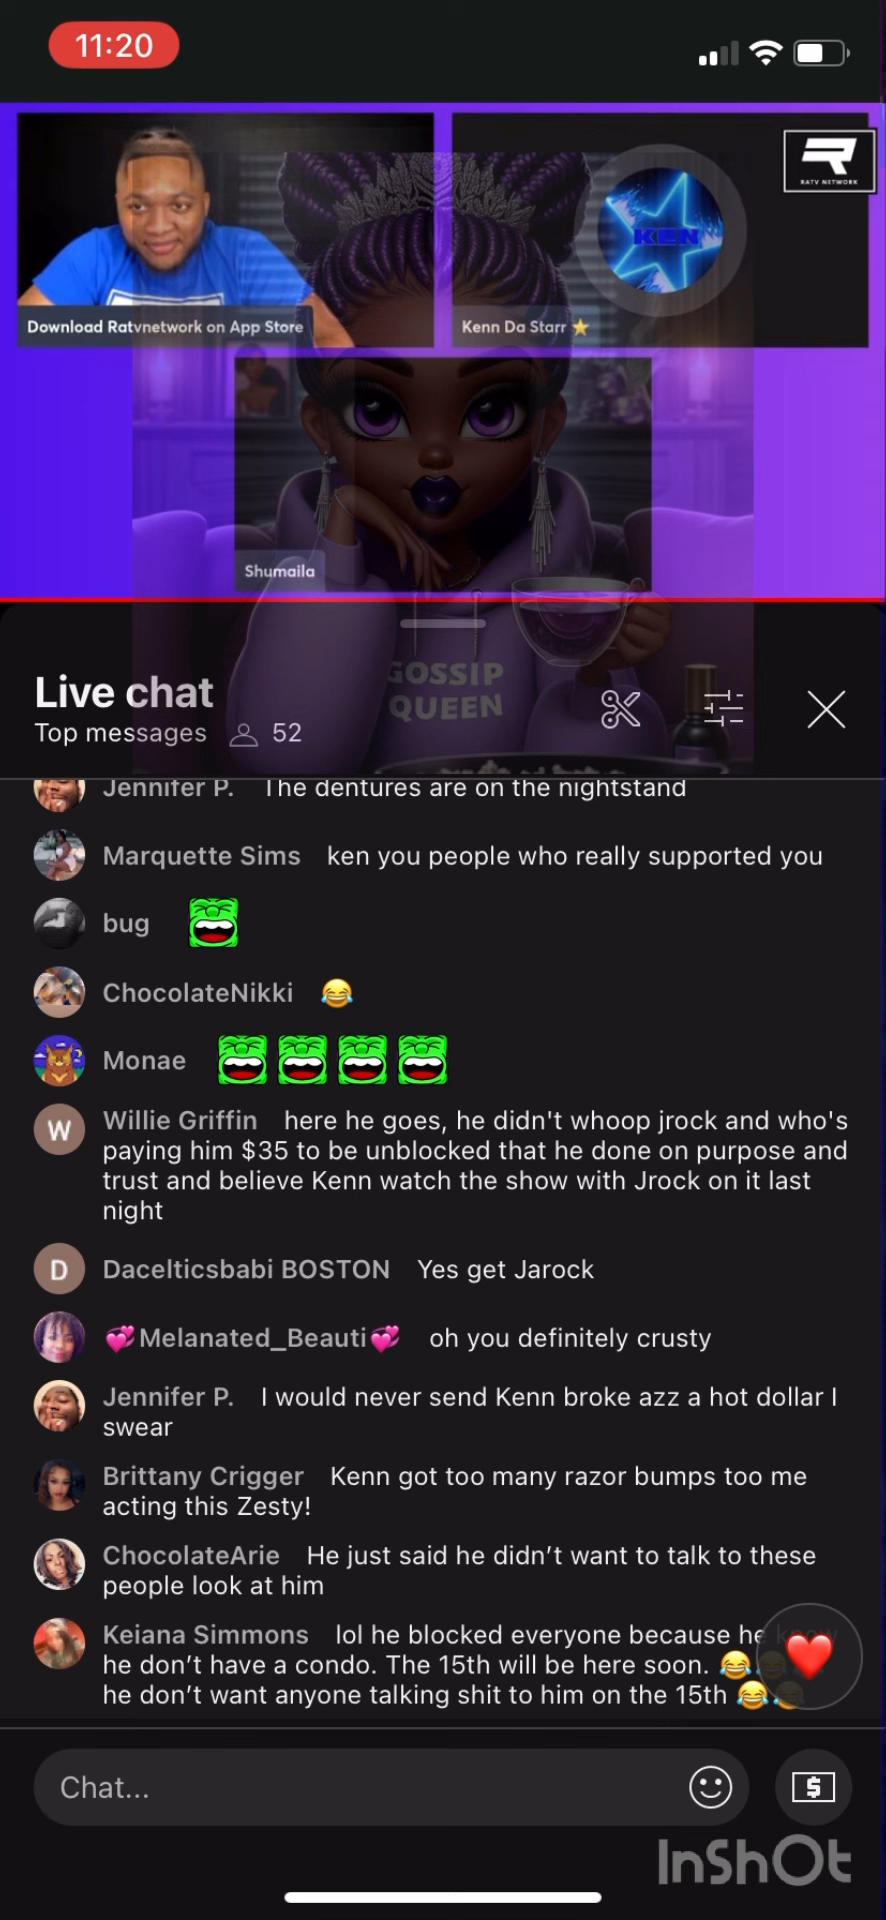 11:20
RATV NETWORK
KEN
Download Ratvnetwork on App Store
Kenn Da Starr ⭐
Shumaila
GOSSIP
QUEEN
Live chat
Top messages 52
Jennifer P. The dentures are on the nightstand
Marquette Sims ken you people who really supported you
bug
ChocolateNikki 😂
Monae
W
Willie Griffin here he goes, he didn't whoop jrock and who's
paying him $35 to be unblocked that he done on purpose and
trust and believe Kenn watch the show with Jrock on it last
night
D
Dacelticsbabi BOSTON Yes get Jarock
💞Melanated_Beauti💞 oh you definitely crusty
Jennifer P. I would never send Kenn broke azz a hot dollar I
swear
Brittany Crigger Kenn got too many razor bumps too me
acting this Zesty!
ChocolateArie He just said he didn’t want to talk to these
people look at him
Keiana Simmons lol he blocked everyone because he know
he don’t have a condo. The 15th will be here soon. 😂😂
he don’t want anyone talking shit to him on the 15th 😂😂
Chat...
$
InShOt